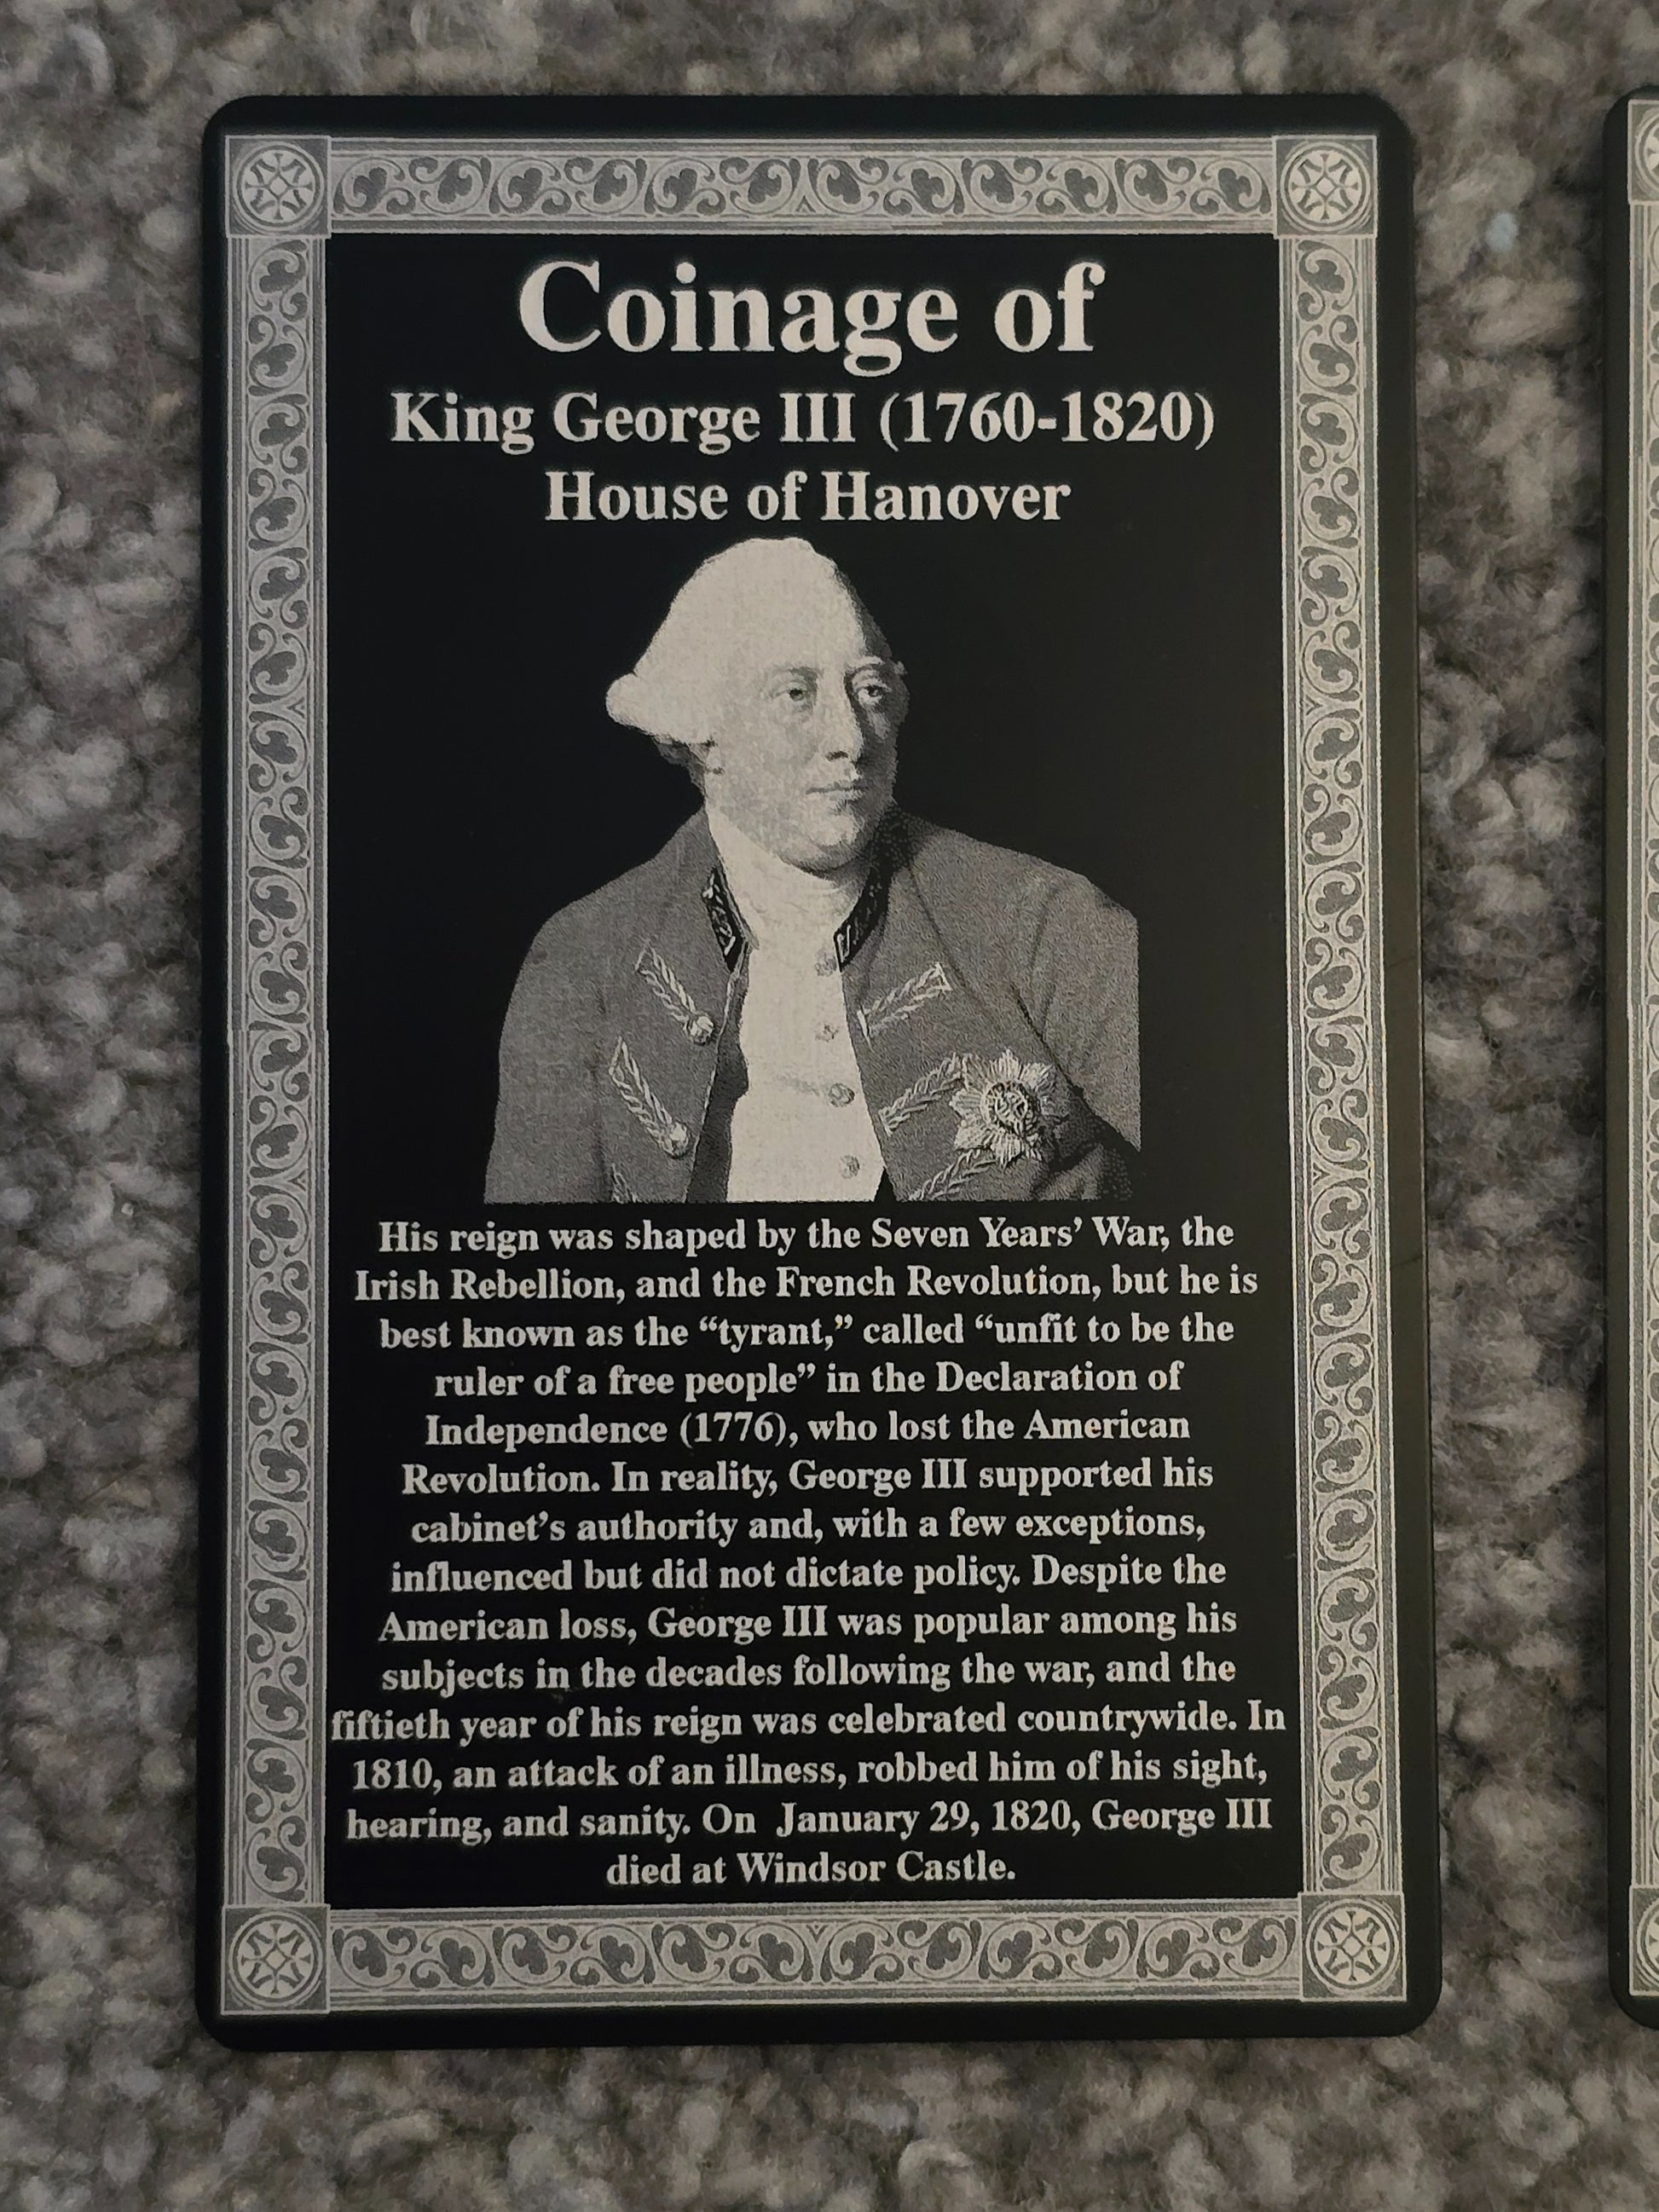 Coinage of
King George III (1760-1820)
House of Hanover
His reign was shaped by the Seven Years’ War, the
Irish Rebellion, and the French Revolution, but he is
best known as the “tyrant,” called “unfit to be the
ruler of a free people” in the Declaration of
Independence (1776), who lost the American
Revolution. In reality, George III supported his
cabinet’s authority and, with a few exceptions,
influenced but did not dictate policy. Despite the
American loss, George III was popular among his
subjects in the decades following the war, and the
fiftieth year of his reign was celebrated countrywide. In
1810, an attack of an illness, robbed him of his sight,
hearing, and sanity. On  January 29, 1820, George III
died at Windsor Castle.